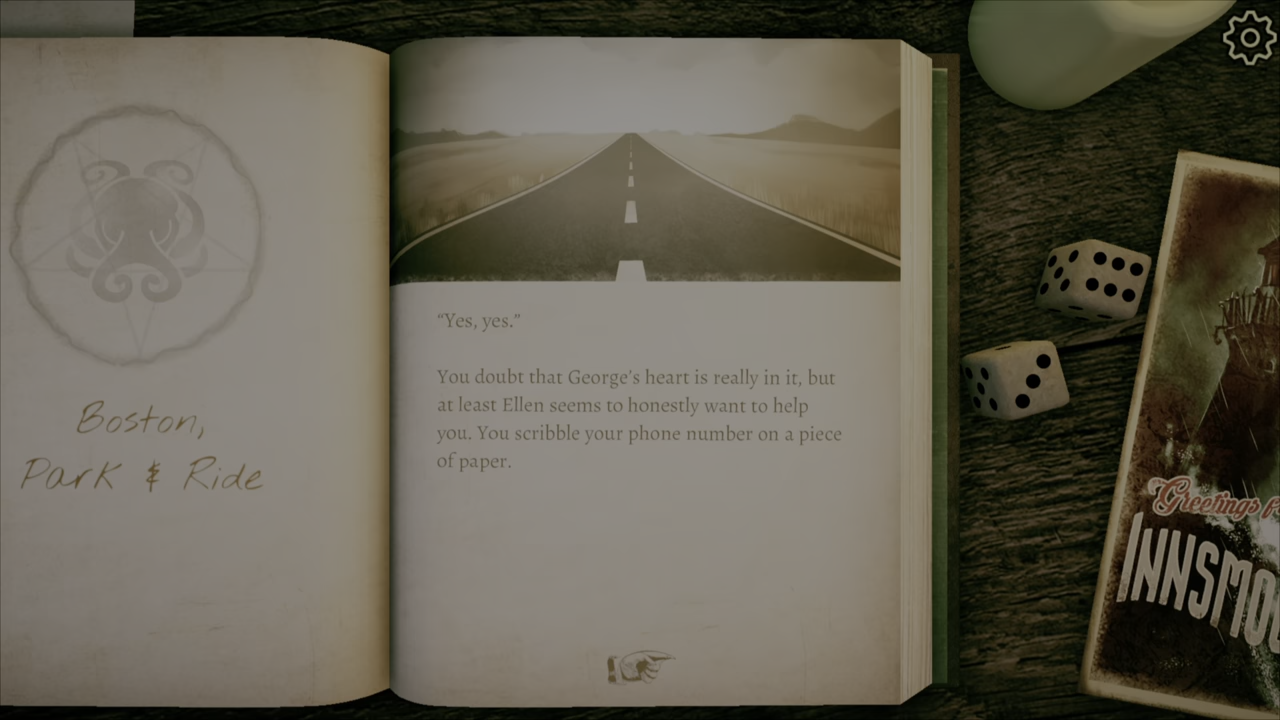 Boston,
Park & Ride
“Yes, yes.”
You doubt that George’s heart is really in it, but
at least Ellen seems to honestly want to help
you. You scribble your phone number on a piece
of paper.
Greetings f
INNSMO